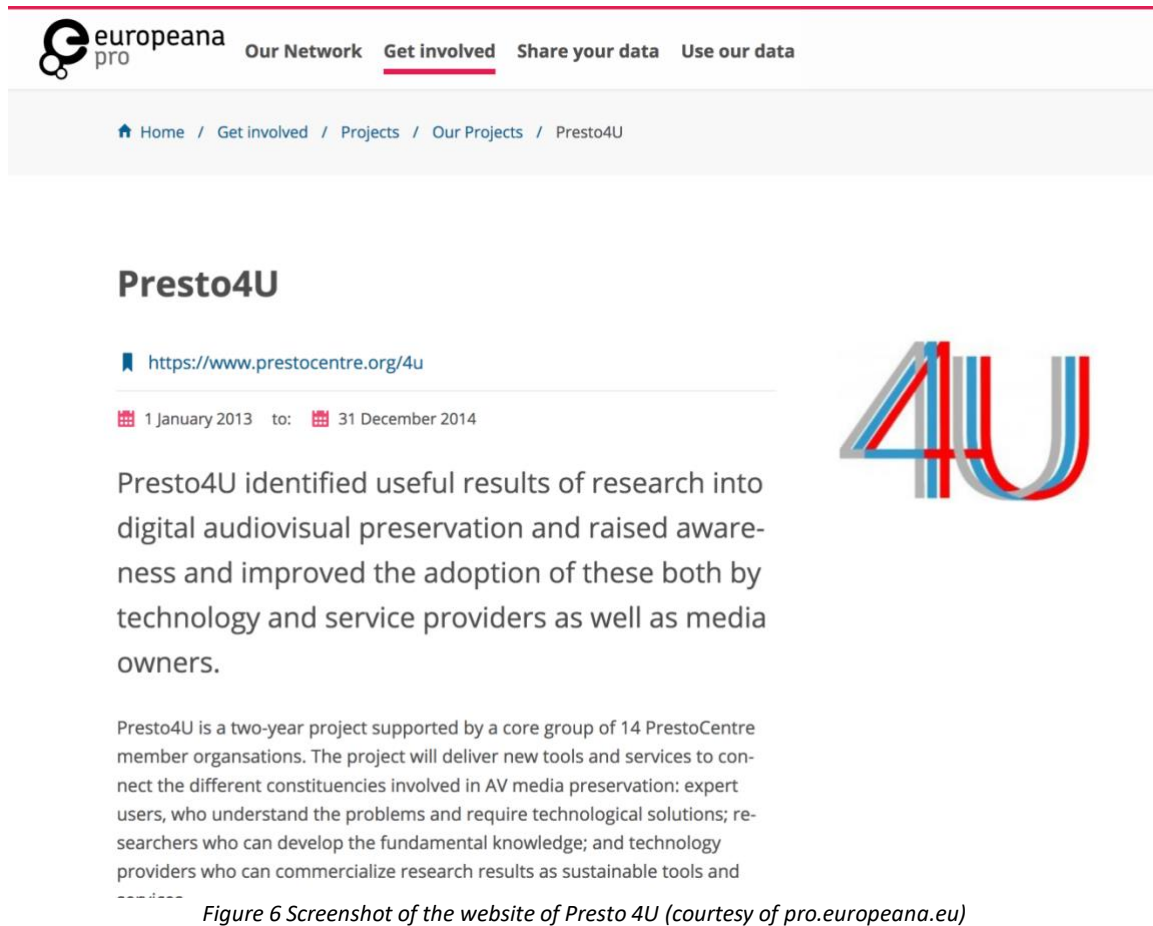 europeana
pro
Our Network Get involved Share your data Use our data
Home / Get involved / Projects / Our Projects / Presto4U
Presto4U
https://www.prestocentre.org/4u
1 January 2013 to: 31 December 2014
4U
Presto4U identified useful results of research into
digital audiovisual preservation and raised aware-
ness and improved the adoption of these both by
technology and service providers as well as media
owners.
Presto4U is a two-year project supported by a core group of 14 PrestoCentre
member organsations. The project will deliver new tools and services to con-
nect the different constituencies involved in AV media preservation: expert
users, who understand the problems and require technological solutions; re-
searchers who can develop the fundamental knowledge; and technology
providers who can commercialize research results as sustainable tools and
Figure 6 Screenshot of the website of Presto 4U (courtesy of pro.europeana.eu)